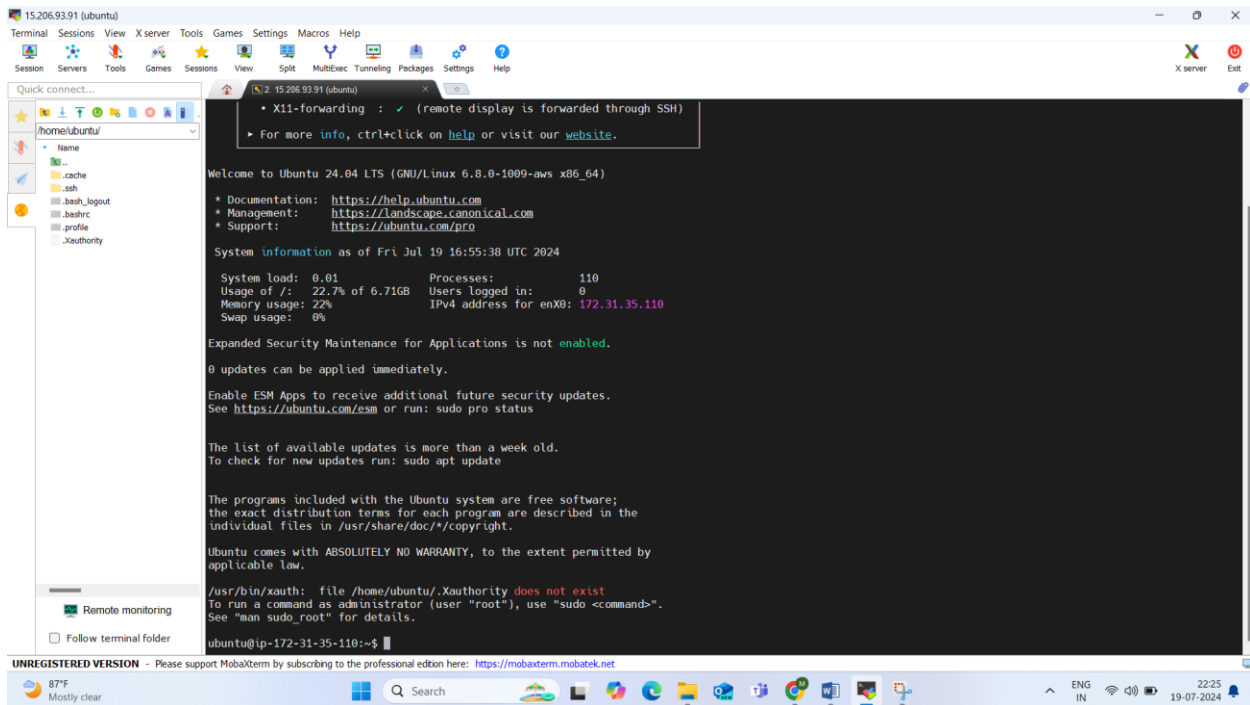 15.206.93.91 (ubuntu)
Terminal Sessions View X server Tools Games Settings Macros Help
Session Servers Tools Games Sessions View Split MultiExec Tunneling Packages Settings Help X server Exit
Quick connect...
2. 15.206.93.91 (ubuntu)
/home/ubuntu/
Name
..
.cache
.ssh
.bash_logout
.bashrc
.profile
.Xauthority
Remote monitoring
Follow terminal folder
• X11-forwarding : ✔ (remote display is forwarded through SSH)
► For more info, ctrl+click on help or visit our website.
Welcome to Ubuntu 24.04 LTS (GNU/Linux 6.8.0-1009-aws x86_64)
* Documentation: https://help.ubuntu.com
* Management: https://landscape.canonical.com
* Support: https://ubuntu.com/pro
System information as of Fri Jul 19 16:55:38 UTC 2024
System load: 0.01 Processes: 110
Usage of /: 22.7% of 6.71GB Users logged in: 0
Memory usage: 22% IPv4 address for enX0: 172.31.35.110
Swap usage: 0%
Expanded Security Maintenance for Applications is not enabled.
0 updates can be applied immediately.
Enable ESM Apps to receive additional future security updates.
See https://ubuntu.com/esm or run: sudo pro status
The list of available updates is more than a week old.
To check for new updates run: sudo apt update
The programs included with the Ubuntu system are free software;
the exact distribution terms for each program are described in the
individual files in /usr/share/doc/*/copyright.
Ubuntu comes with ABSOLUTELY NO WARRANTY, to the extent permitted by
applicable law.
/usr/bin/xauth: file /home/ubuntu/.Xauthority does not exist
To run a command as administrator (user "root"), use "sudo <command>".
See "man sudo_root" for details.
ubuntu@ip-172-31-35-110:~$
UNREGISTERED VERSION - Please support MobaXterm by subscribing to the professional edition here: https://mobaxterm.mobatek.net
87°F
Mostly clear
Search
ENG
IN
22:25
19-07-2024